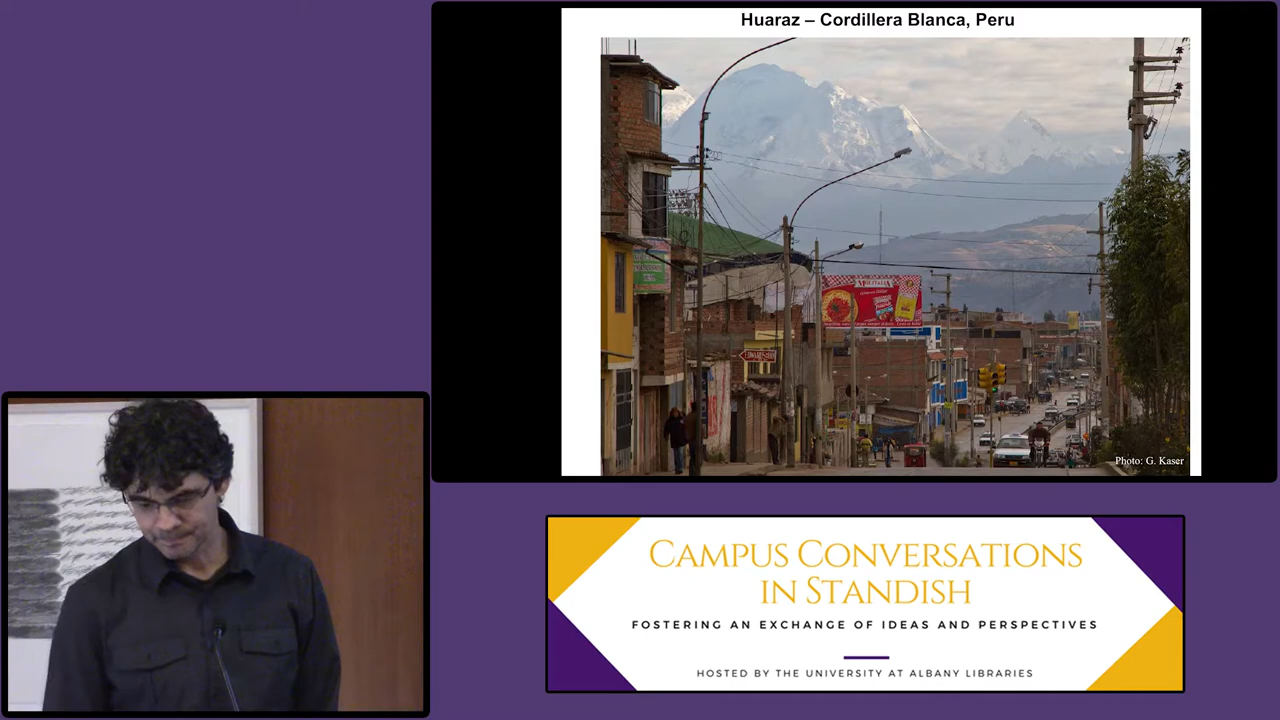 Huaraz – Cordillera Blanca, Peru
MOLITALIA
Photo: G. Kaser
CAMPUS CONVERSATIONS
IN STANDISH
FOSTERING AN EXCHANGE OF IDEAS AND PERSPECTIVES
HOSTED BY THE UNIVERSITY AT ALBANY LIBRARIES